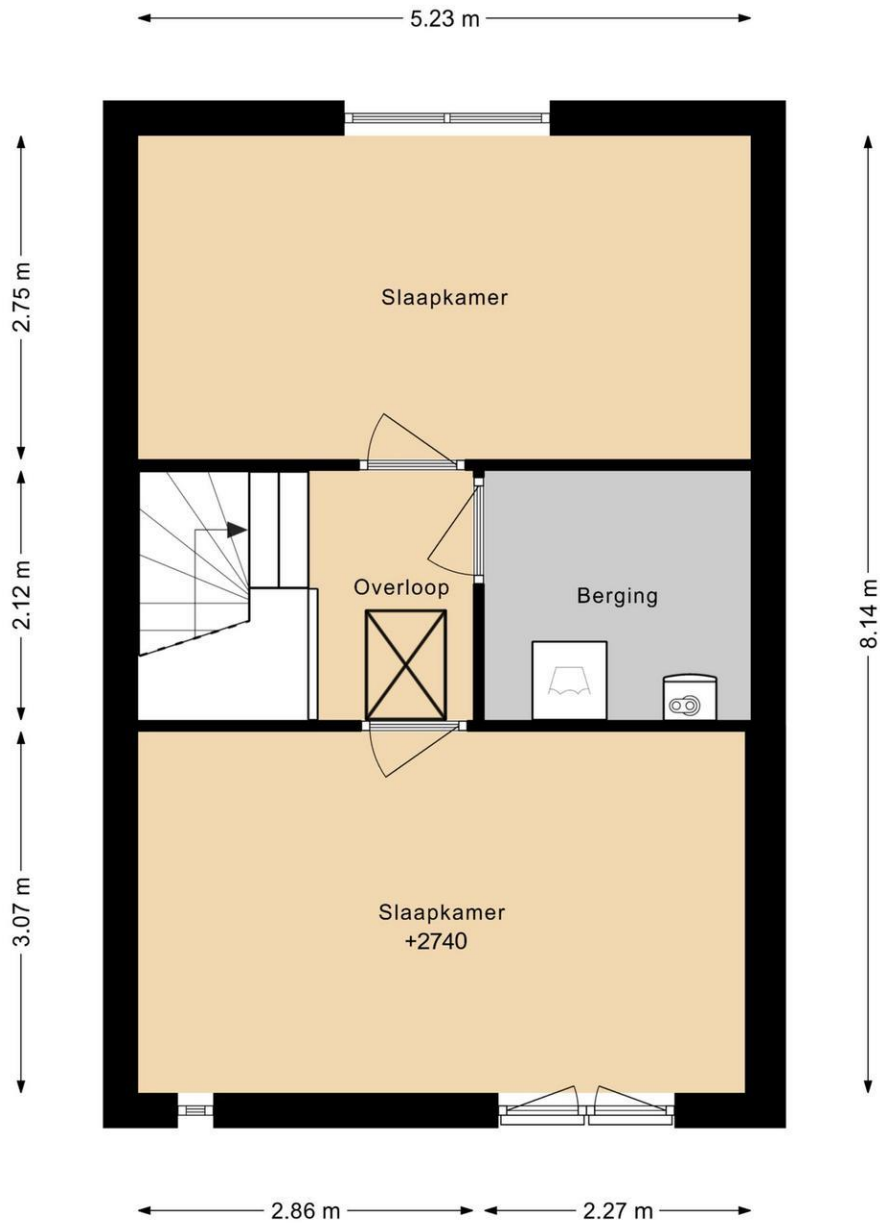 5.23 m
2.75 m
Slaapkamer
2.12 m
Overloop
Berging
8.14 m
3.07 m
Slaapkamer
+2740
2.86 m
2.27 m